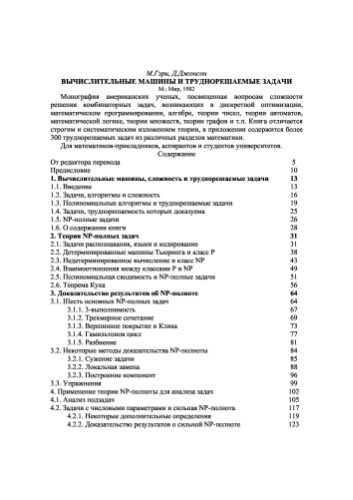 М.Гэри, Д.Джонсон
ВЫЧИСЛИТЕЛЬНЫЕ МАШИНЫ И ТРУДНОРЕШАЕМЫЕ ЗАДАЧИ
М.: Мир, 1982
Монография американских ученых, посвященная вопросам сложности
решения комбинаторных задач, возникающих в дискретной оптимизации,
математическом программировании, алгебре, теории чисел, теории автоматов,
математической логике, теории множеств, теории графов и т.п. Книга отличается
строгим и систематическим изложением теории, в приложении содержится более
300 труднорешаемых задач из различных разделов математики.
Для математиков-прикладников, аспирантов и студентов университетов.
Содержание
От редактора перевода 5
Предисловие 10
1. Вычислительные машины, сложность и труднорешаемые задачи 13
1.1. Введение 13
1.2. Задачи, алгоритмы и сложность 16
1.3. Полиномиальные алгоритмы и труднорешаемые задачи 19
1.4. Задачи, труднорешаемость которых доказуема 25
1.5. NP-полные задачи 26
1.6. О содержании книги 28
2. Теория NP-полных задач 31
2.1. Задачи распознавания, языки и кодирование 31
2.2. Детерминированные машины Тьюринга и класс P 38
2.3. Недетерминированное вычисление и класс NP 43
2.4. Взаимоотношения между классами P и NP 49
2.5. Полиномиальная сводимость и NP-полные задачи 51
2.6. Теорема Кука 56
3. Доказательство результатов об NP-полноте 64
3.1. Шесть основных NP-полных задач 64
3.1.1. 3-выполнимость 67
3.1.2. Трехмерное сочетание 69
3.1.3. Вершинное покрытие и Клика 73
3.1.4. Гамильтонов цикл 77
3.1.5. Разбиение 81
3.2. Некоторые методы доказательства NP-полноты 84
3.2.1. Сужение задачи 85
3.2.2. Локальная замена 88
3.2.3. Построение компонент 96
3.3. Упражнения 99
4. Применение теории NP-полноты для анализа задач 102
4.1. Анализ подзадач 105
4.2. Задачи с числовыми параметрами и сильная NP-полнота 117
4.2.1. Некоторые дополнительные определения 119
4.2.2. Доказательство результатов о сильной NP-полноте 123